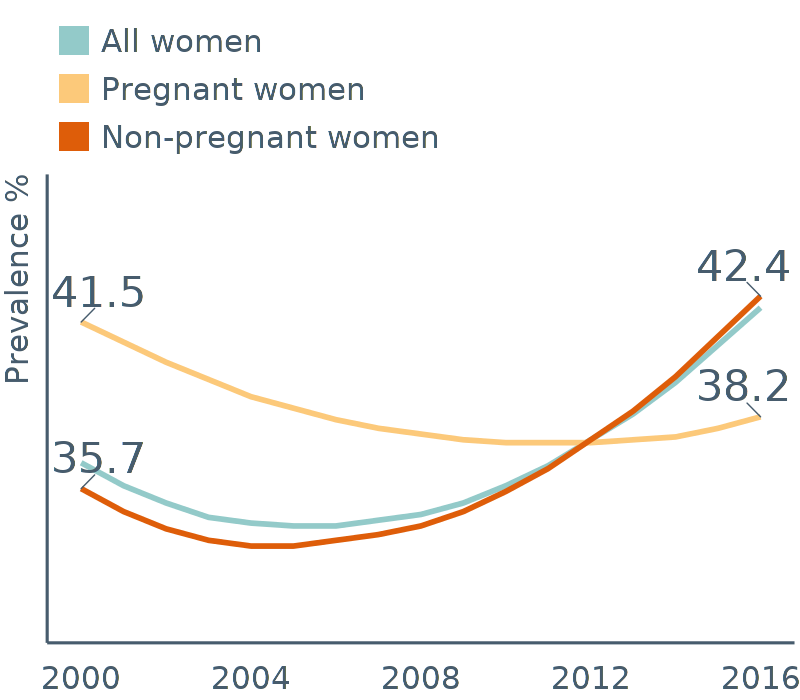 All women
Pregnant women
Non-pregnant women
Prevalence %
41.5
42.4
38.2
35.7
2000 2004 2008 2012 2016